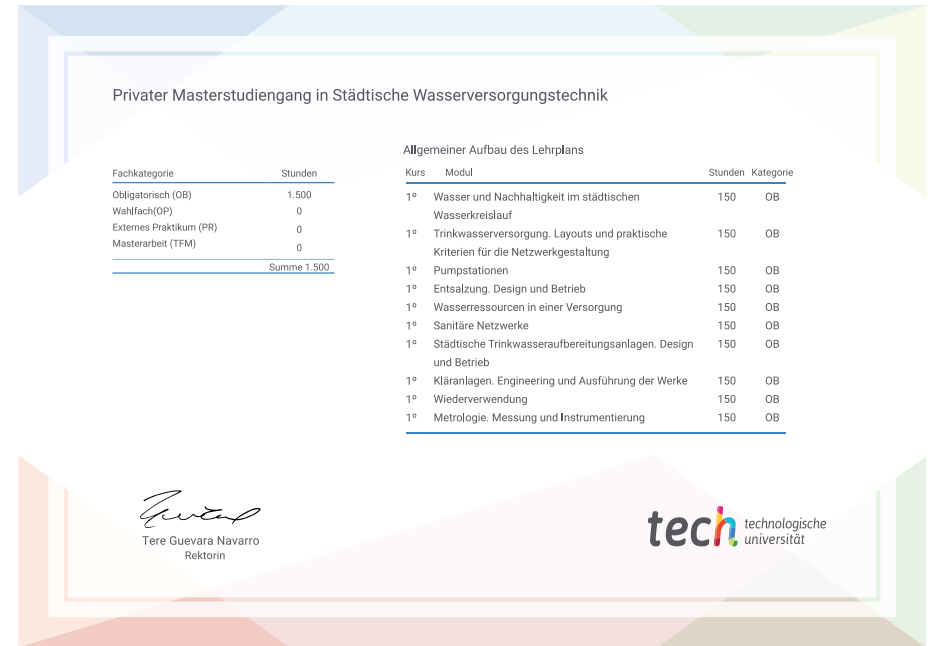 Privater Masterstudiengang in Städtische Wasserversorgungstechnik
Fachkategorie Stunden
Obligatorisch (OB) 1.500
Wahlfach(OP) 0
Externes Praktikum (PR) 0
Masterarbeit (TFM) 0
Summe 1.500
Allgemeiner Aufbau des Lehrplans
Kurs Modul Stunden Kategorie
1º Wasser und Nachhaltigkeit im städtischen 150 OB
Wasserkreislauf
1º Trinkwasserversorgung. Layouts und praktische 150 OB
Kriterien für die Netzwerkgestaltung
1º Pumpstationen 150 OB
1º Entsalzung. Design und Betrieb 150 OB
1º Wasserressourcen in einer Versorgung 150 OB
1º Sanitäre Netzwerke 150 OB
1º Städtische Trinkwasseraufbereitungsanlagen. Design 150 OB
und Betrieb
1º Kläranlagen. Engineering und Ausführung der Werke 150 OB
1º Wiederverwendung 150 OB
1º Metrologie. Messung und Instrumentierung 150 OB
Tere Guevara Navarro
Rektorin
tech technologische
universität